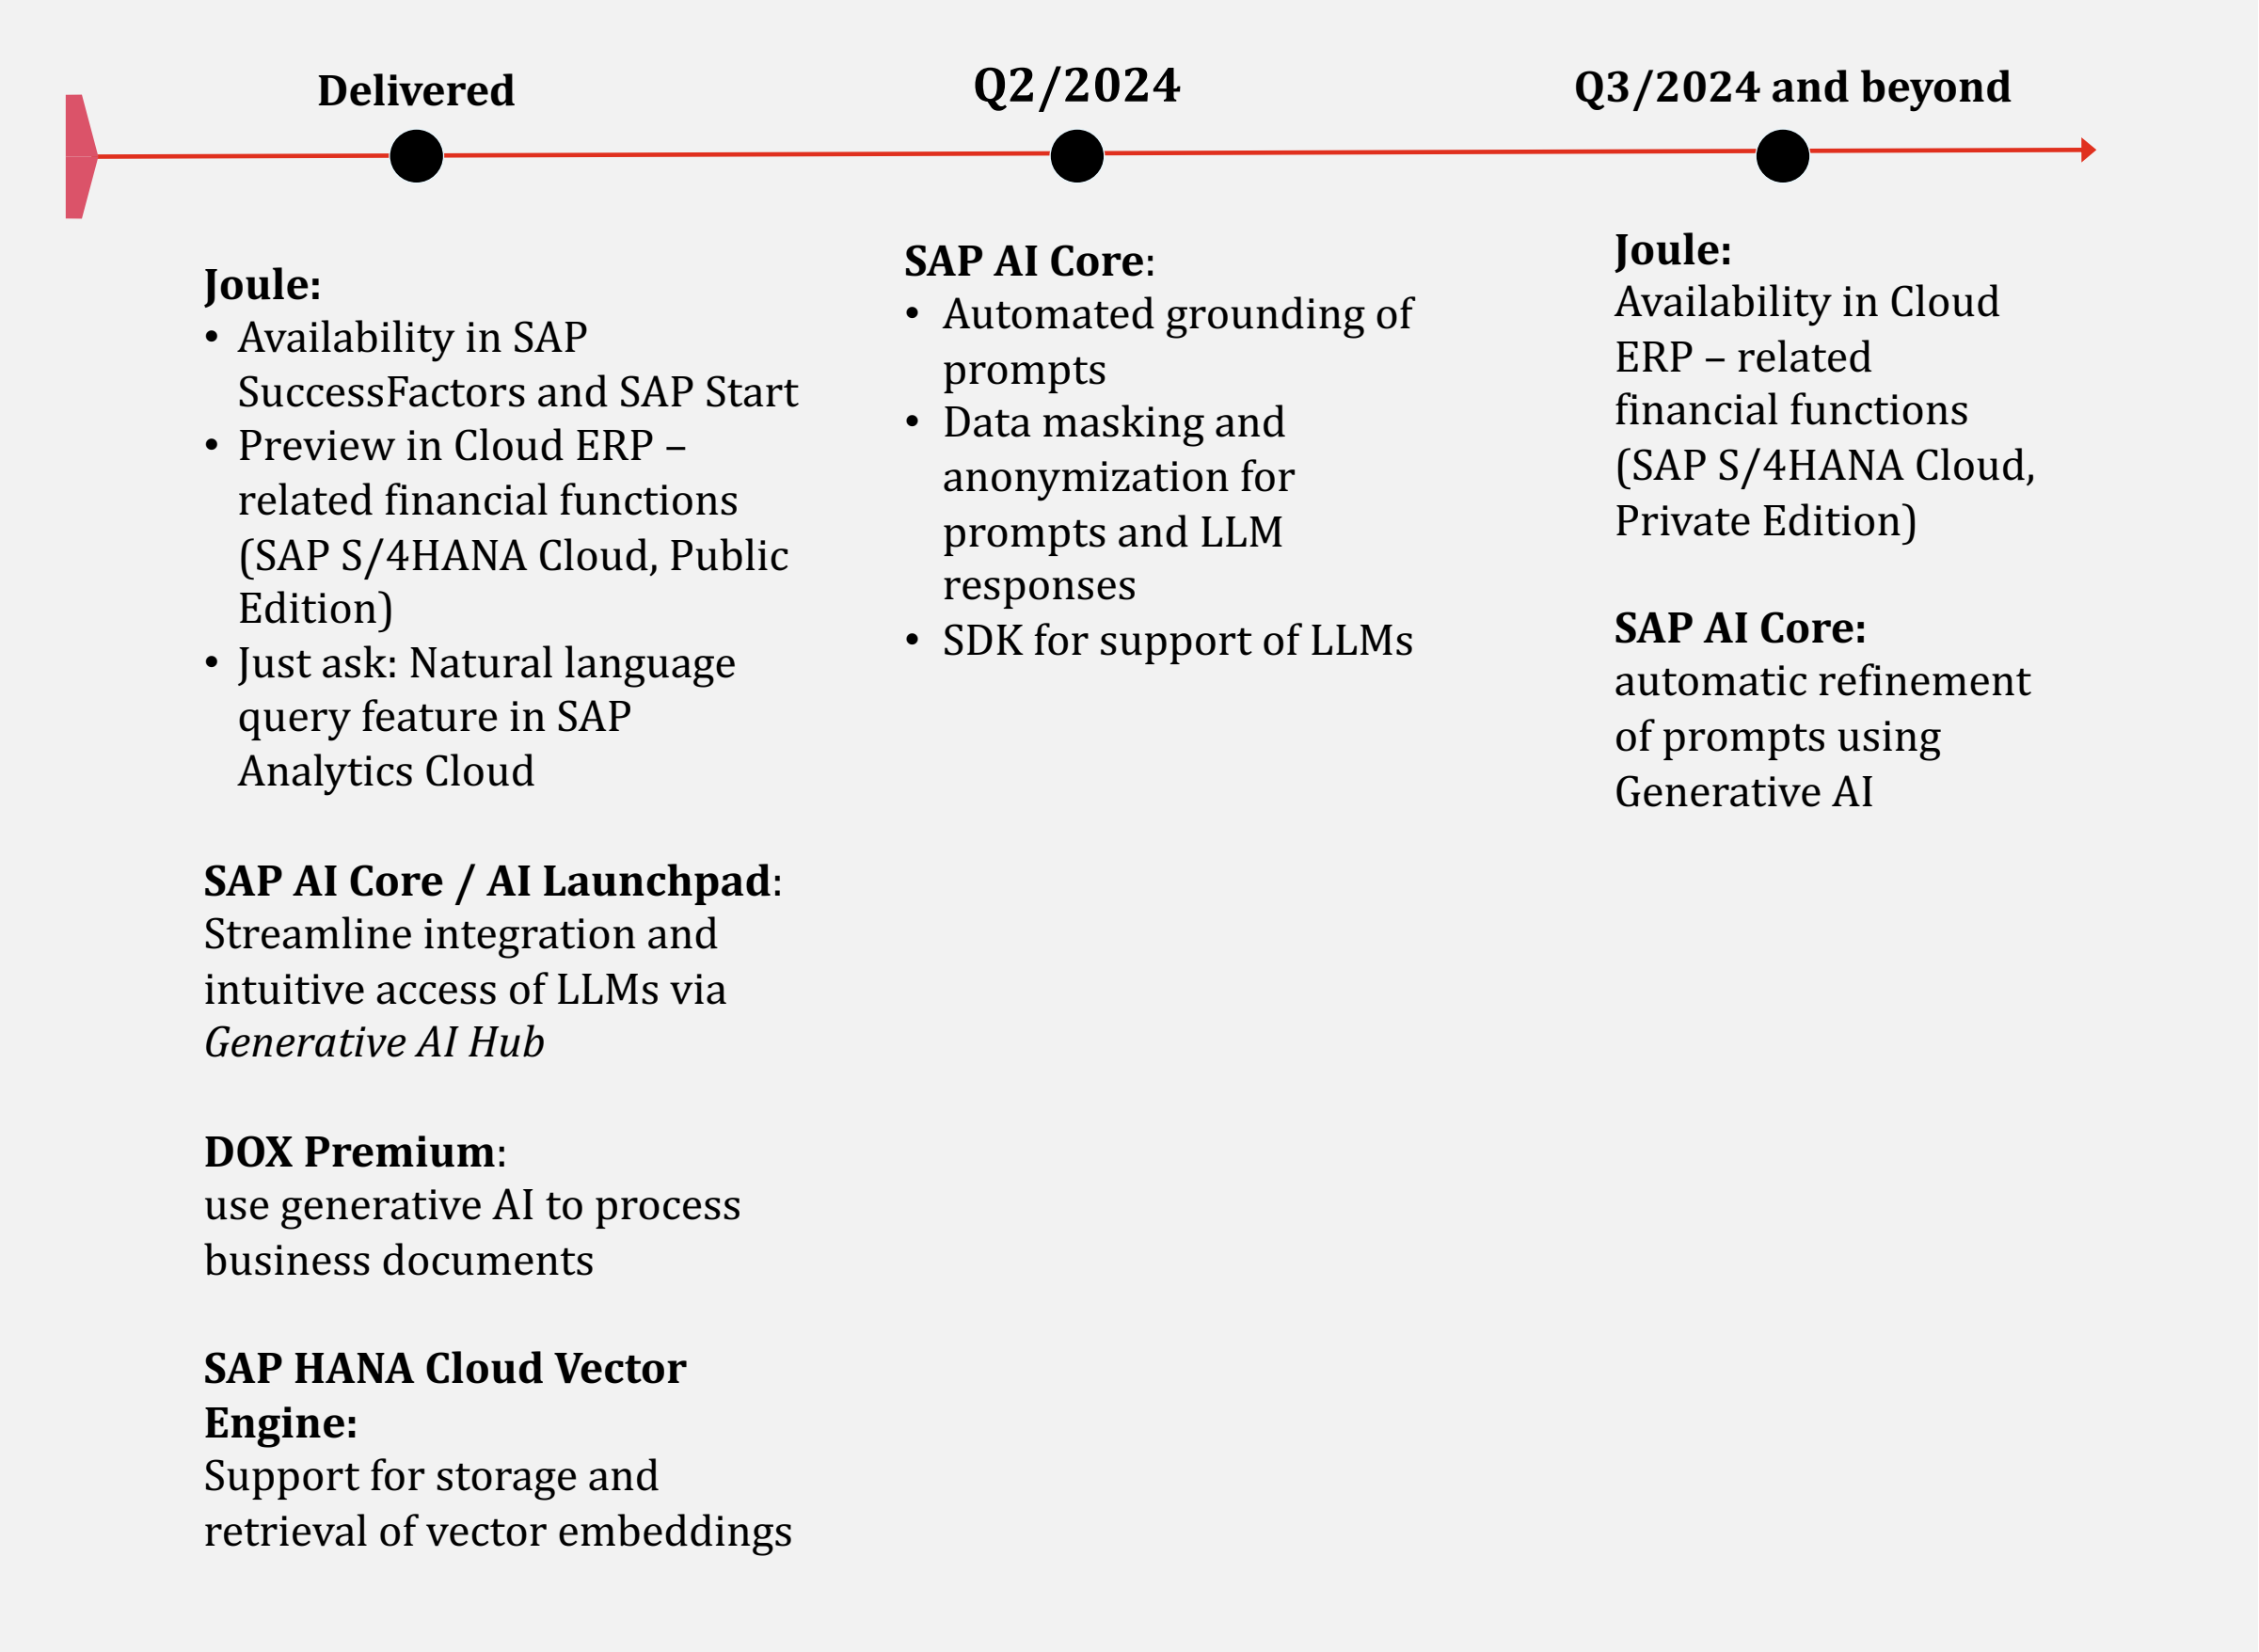 Delivered
Q2/2024
Q3/2024 and beyond
Joule:
• Availability in SAP
SuccessFactors and SAP Start
• Preview in Cloud ERP –
related financial functions
(SAP S/4HANA Cloud, Public
Edition)
• Just ask: Natural language
query feature in SAP
Analytics Cloud
SAP AI Core / AI Launchpad:
Streamline integration and
intuitive access of LLMs via
Generative AI Hub
DOX Premium:
use generative AI to process
business documents
SAP HANA Cloud Vector
Engine:
Support for storage and
retrieval of vector embeddings
SAP AI Core:
• Automated grounding of
prompts
• Data masking and
anonymization for
prompts and LLM
responses
• SDK for support of LLMs
Joule:
Availability in Cloud
ERP – related
financial functions
(SAP S/4HANA Cloud,
Private Edition)
SAP AI Core:
automatic refinement
of prompts using
Generative AI